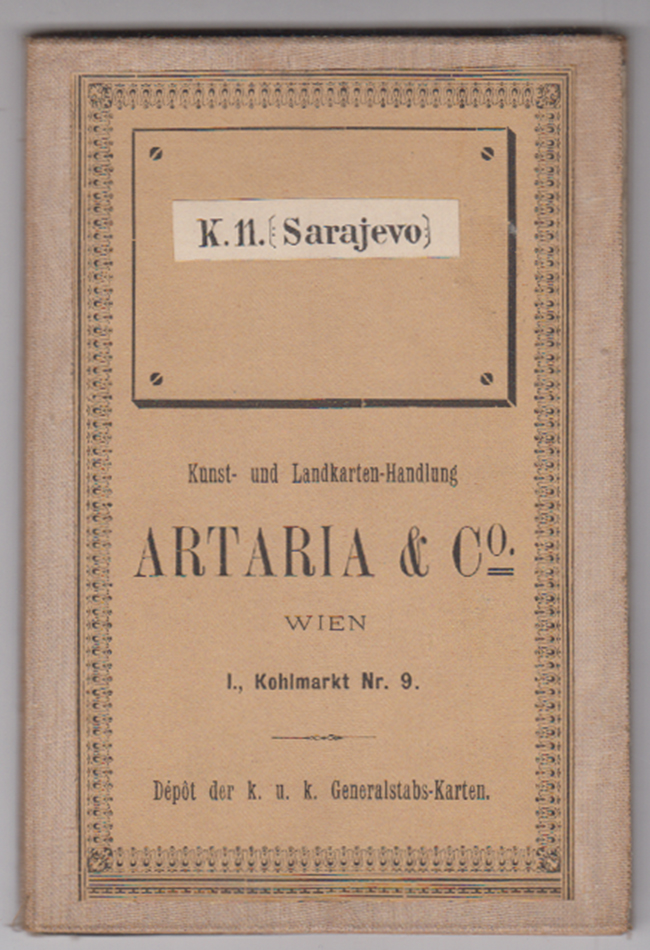 K. 11. {Sarajevo}
Kunst- und Landkarten-Handlung
ARTARIA & Co.
WIEN
I., Kohlmarkt Nr. 9.
Dépôt der k. u. k. Generalstabs-Karten.